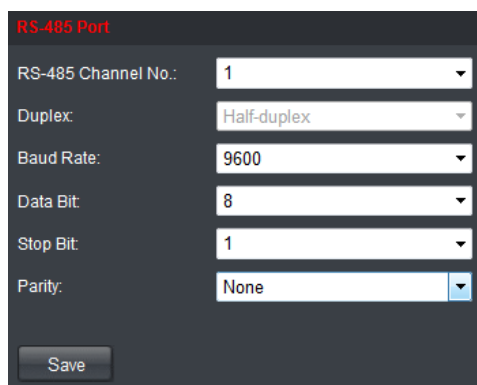 RS-485 Port
RS-485 Channel No.: 1
Duplex: Half-duplex
Baud Rate: 9600
Data Bit: 8
Stop Bit: 1
Parity: None
Save